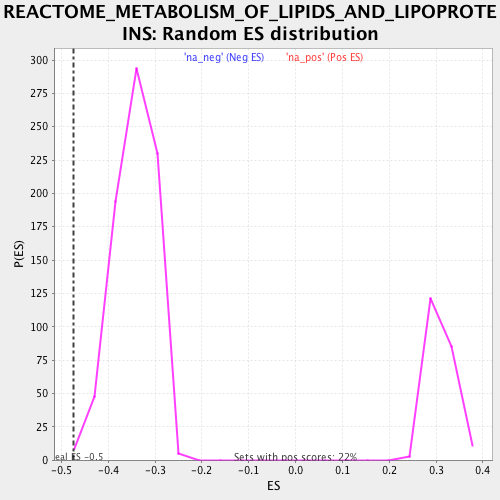 REACTOME_METABOLISM_OF_LIPIDS_AND_LIPOPROTE
INS: Random ES distribution
'na_neg' (Neg ES) 'na_pos' (Pos ES)
300
275
250
225
200
175
150
125
100
75
50
25
0
P(ES)
eal ES -0.5
Sets with pos scores: 22%
-0.5 -0.4 -0.3 -0.2 -0.1 0.0 0.1 0.2 0.3 0.4
ES